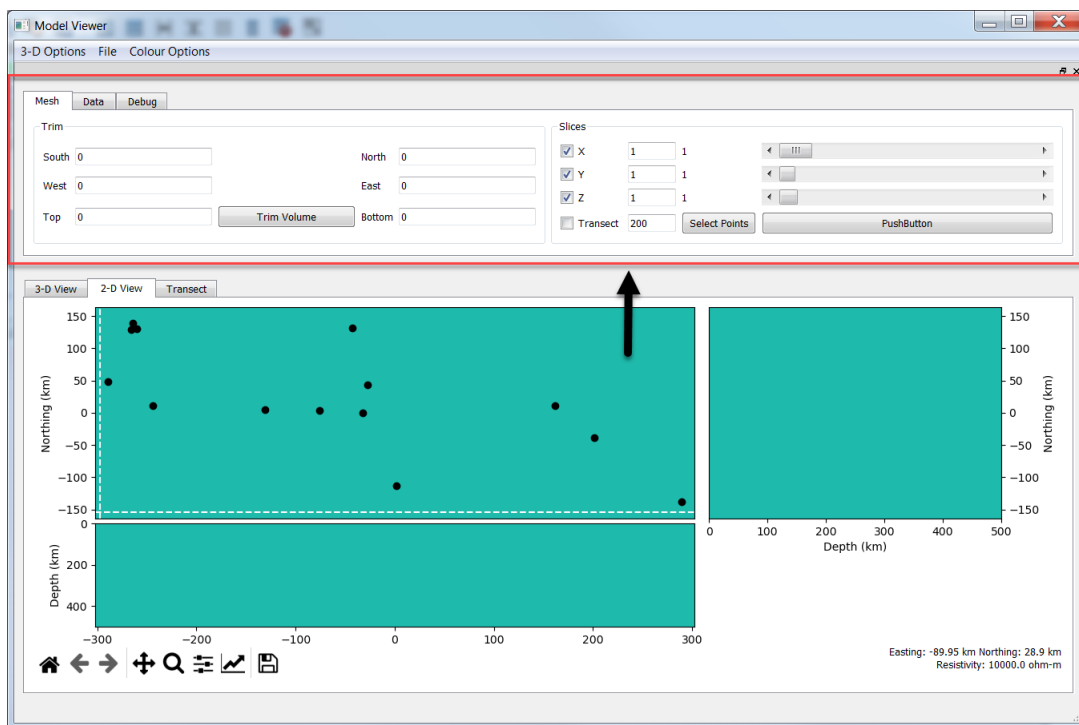 Model Viewer
3-D Options File Colour Options
Mesh Data Debug
Trim
South 0 North 0
West 0 East 0
Top 0 Trim Volume Bottom 0
Slices
X 1 1
Y 1 1
Z 1 1
Transect 200 Select Points PushButton
3-D View 2-D View Transect
Northing (km)
150
100
50
0
−50
−100
−150
Depth (km)
0
200
400
−300 −200 −100 0 100 200 300
150
100
50
0
−50
−100
−150
Northing (km)
0 100 200 300 400 500
Depth (km)
Easting: -89.95 km Northing: 28.9 km
Resistivity: 10000.0 ohm-m